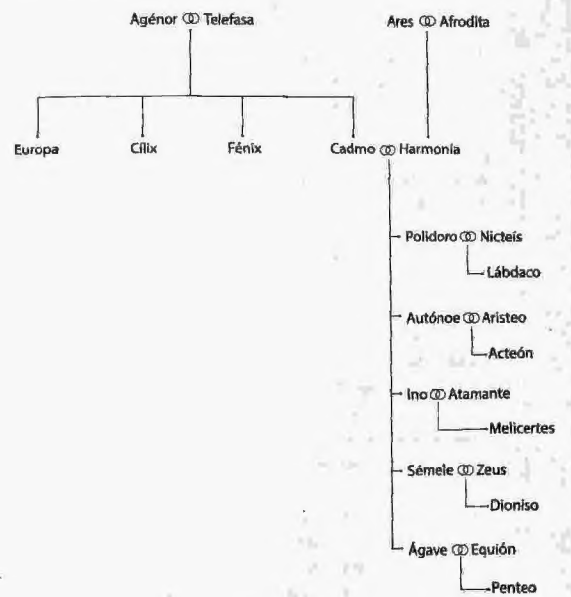 Agénor Telefasa Ares Afrodita
Europa Cílix Fénix Cadmo Harmonía
Polidoro Nicteís
Lábdaco
Autónoe Aristeo
Acteón
Ino Atamante
Melicertes
Sémele Zeus
Dioniso
Ágave Equión
Penteo